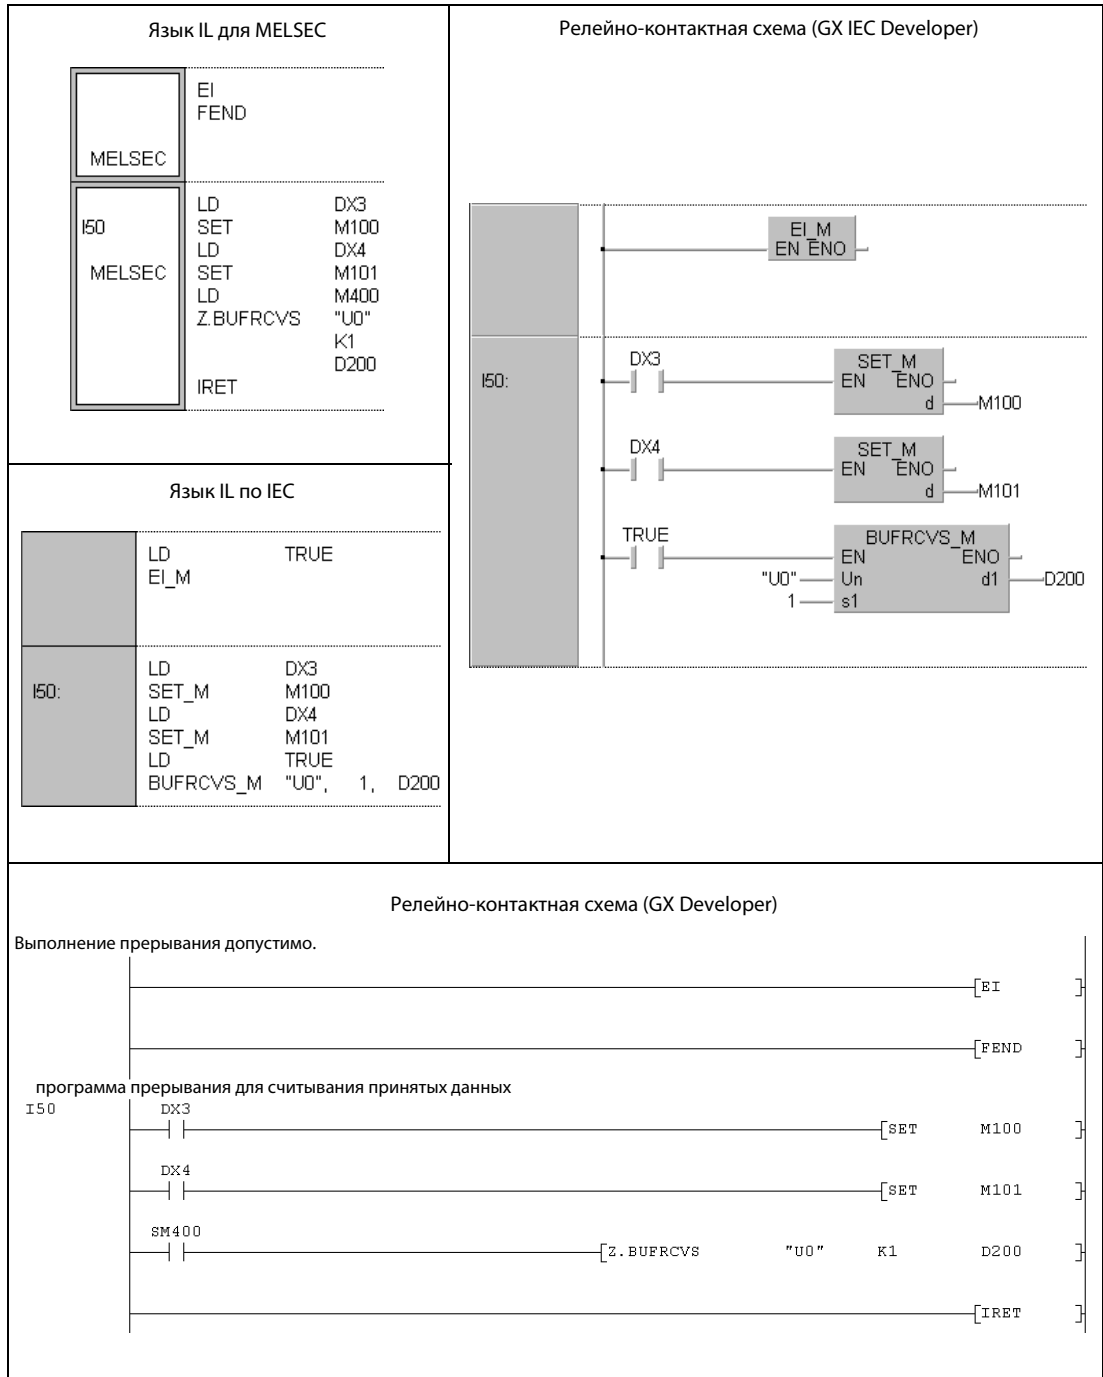 Язык IL для MELSEC
EI
FEND
MELSEC
I50
MELSEC
LD DX3
SET M100
LD DX4
SET M101
LD M400
Z.BUFRCVS "U0"
K1
D200
IRET
Язык IL по IEC
LD TRUE
EI_M
I50:
LD DX3
SET_M M100
LD DX4
SET_M M101
LD TRUE
BUFRCVS_M "U0", 1, D200
Релейно-контактная схема (GX IEC Developer)
EI_M
EN ENO
I50:
DX3
SET_M
EN ENO
d M100
DX4
SET_M
EN ENO
d M101
TRUE
BUFRCVS_M
EN ENO
"U0" Un d1 D200
1 s1
Релейно-контактная схема (GX Developer)
Выполнение прерывания допустимо.
[EI ]
[FEND ]
программа прерывания для считывания принятых данных
I50 DX3
[SET M100 ]
DX4
[SET M101 ]
SM400
[Z.BUFRCVS "U0" K1 D200 ]
[IRET ]